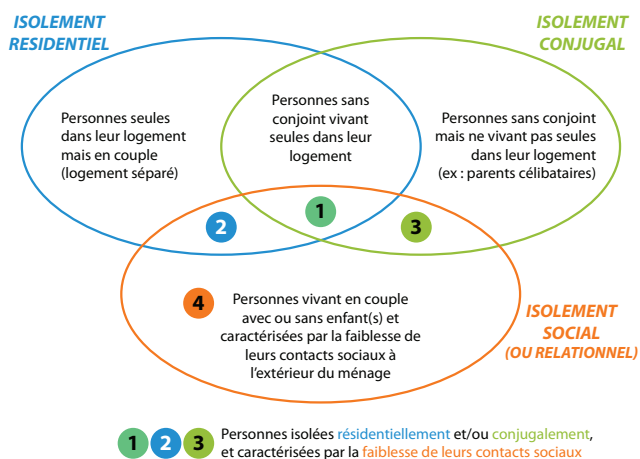 ISOLEMENT
RESIDENTIEL
ISOLEMENT
CONJUGAL
Personnes seules
dans leur logement
mais en couple
(logement séparé)
Personnes sans
conjoint vivant
seules dans leur
logement
Personnes sans conjoint
mais ne vivant pas seules
dans leur logement
(ex : parents célibataires)
1
2
3
4
Personnes vivant en couple
avec ou sans enfant(s) et
caractérisées par la faiblesse de
leurs contacts sociaux à
l'extérieur du ménage
ISOLEMENT
SOCIAL
(OU RELATIONNEL)
1 2 3 Personnes isolées résidentiellement et/ou conjugalement,
et caractérisées par la faiblesse de leurs contacts sociaux